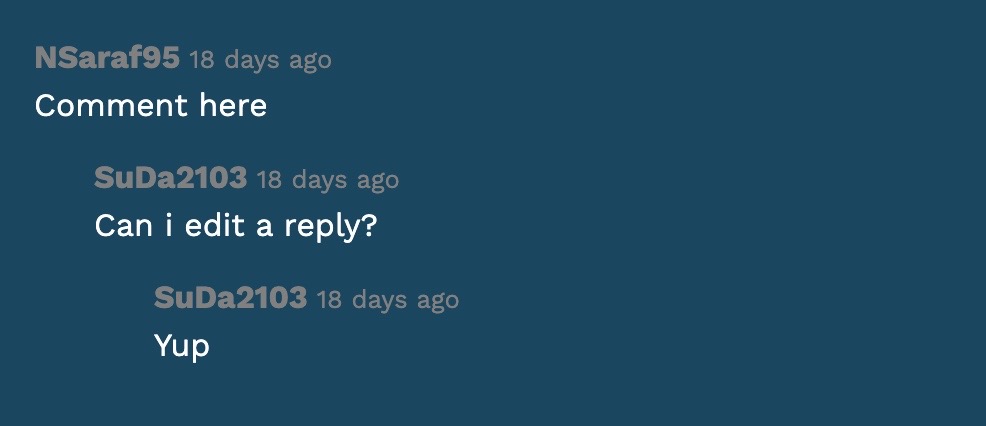 NSaraf95 18 days ago
Comment here
SuDa2103 18 days ago
Can i edit a reply?
SuDa2103 18 days ago
Yup